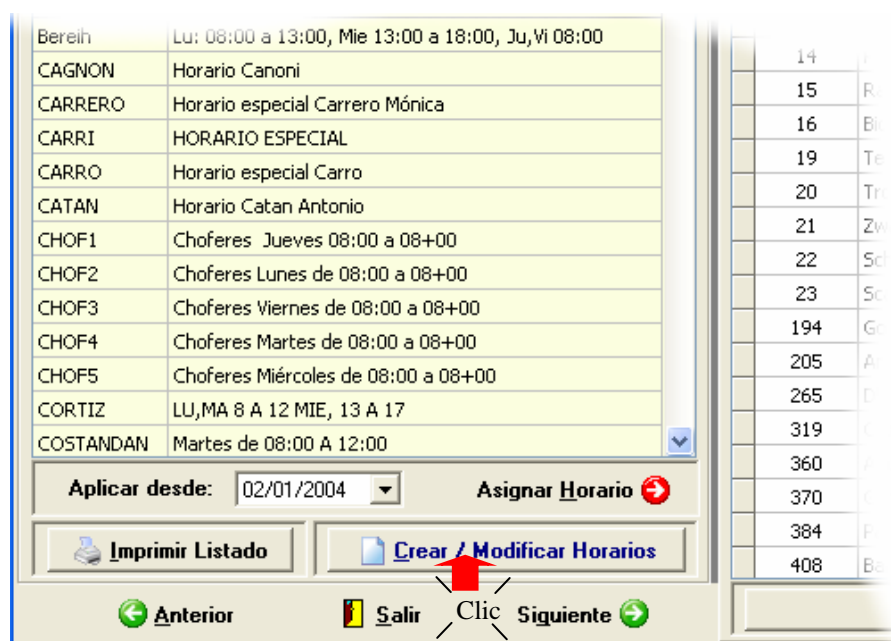 Bereih Lu: 08:00 a 13:00, Mie 13:00 a 18:00, Ju,Vi 08:00
CAGNON Horario Canoni
CARRERO Horario especial Carrero Mónica
CARRI HORARIO ESPECIAL
CARRO Horario especial Carro
CATAN Horario Catan Antonio
CHOF1 Choferes Jueves 08:00 a 08+00
CHOF2 Choferes Lunes de 08:00 a 08+00
CHOF3 Choferes Viernes de 08:00 a 08+00
CHOF4 Choferes Martes de 08:00 a 08+00
CHOF5 Choferes Miércoles de 08:00 a 08+00
CORTIZ LU,MA 8 A 12 MIE, 13 A 17
COSTANDAN Martes de 08:00 A 12:00
Aplicar desde: 02/01/2004 Asignar Horario
Imprimir Listado Crear / Modificar Horarios
Anterior Salir Clic Siguiente
14
15
16
19
20
21
22
23
194
205
265
319
360
370
384
408